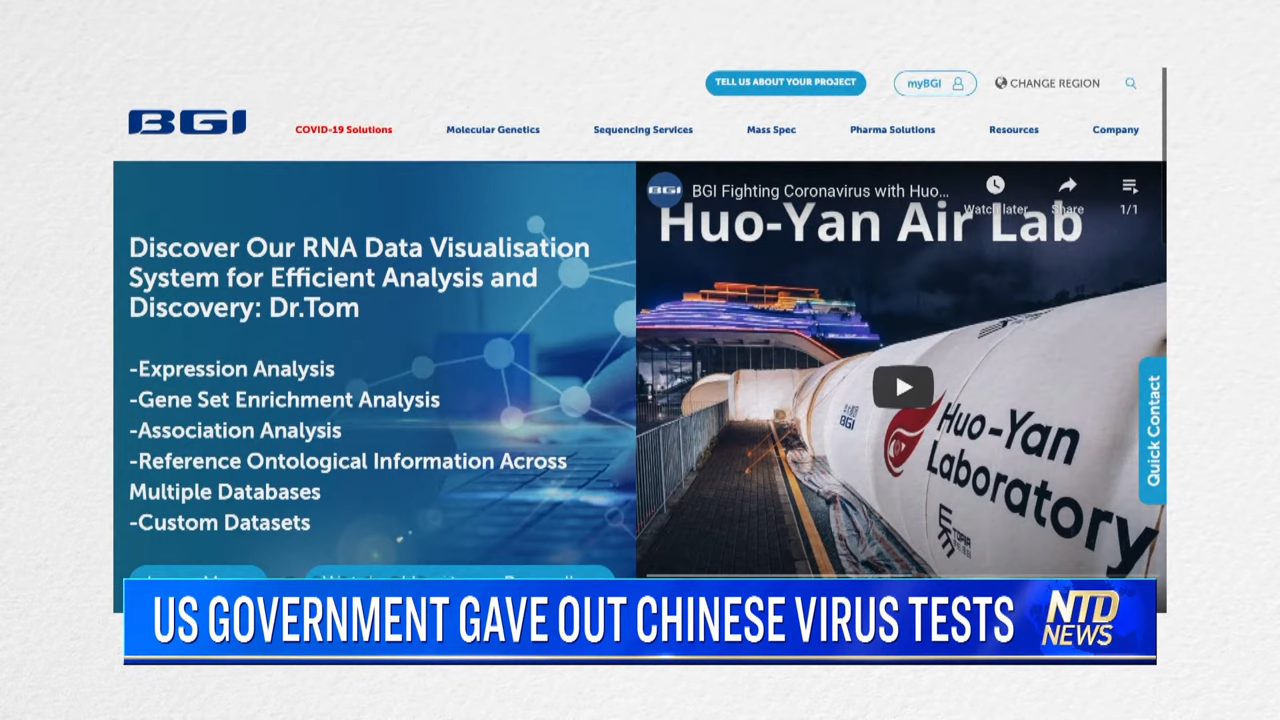 TELL US ABOUT YOUR PROJECT
myBGI
CHANGE REGION
BGI
COVID-19 Solutions
Molecular Genetics
Sequencing Services
Mass Spec
Pharma Solutions
Resources
Company
Discover Our RNA Data Visualisation
System for Efficient Analysis and
Discovery: Dr.Tom
-Expression Analysis
-Gene Set Enrichment Analysis
-Association Analysis
-Reference Ontological Information Across
Multiple Databases
-Custom Datasets
BGI
BGI Fighting Coronavirus with Huo...
Watch later
Share
1/1
Huo-Yan Air Lab
BGI
Huo-Yan
Laboratory
Quick Contact
US GOVERNMENT GAVE OUT CHINESE VIRUS TESTS
NTD
NEWS